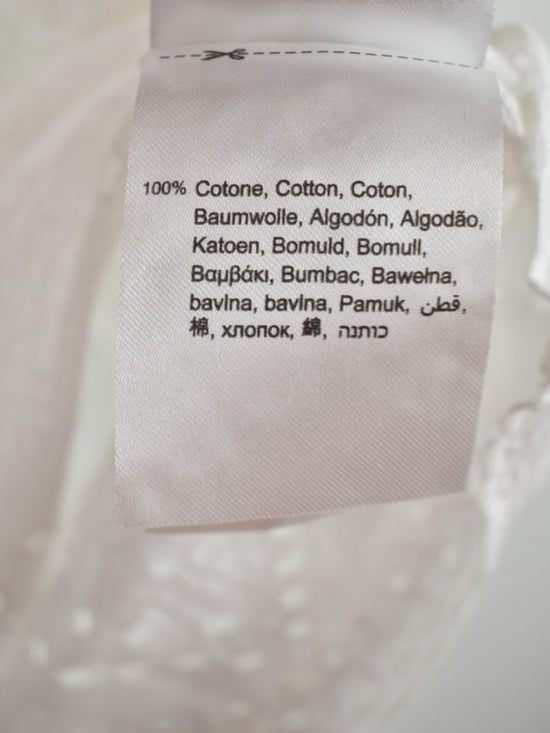 100% Cotone, Cotton, Coton,
Baumwolle, Algodón, Algodão,
Katoen, Bomuld, Bomull,
Βαμβάκι, Bumbac, Bawełna,
bavlna, bavlna, Pamuk, قطن,
棉, хлопок, 綿, כותנה